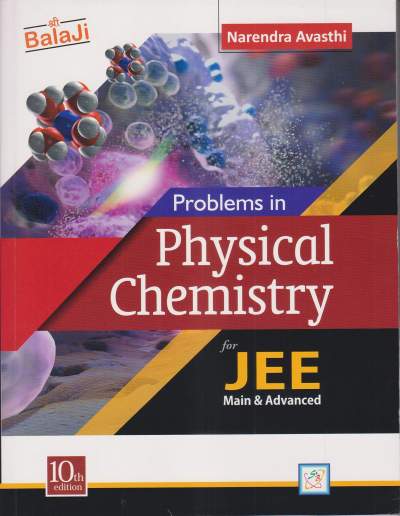 श्री
BalaJi
Narendra Avasthi
Problems in
Physical
Chemistry
for
JEE
Main & Advanced
10th
edition